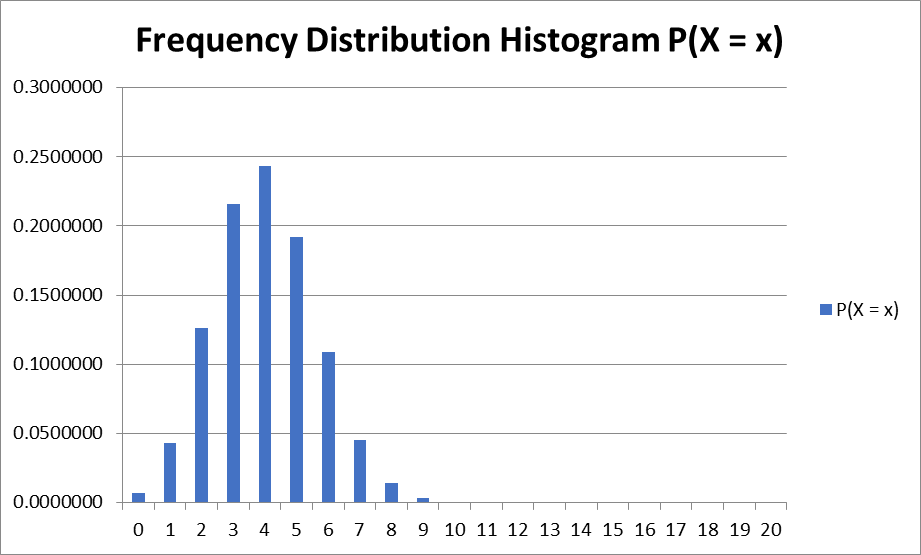 Frequency Distribution Histogram P(X = x)
0.3000000
0.2500000
0.2000000
0.1500000
0.1000000
0.0500000
0.0000000
0 1 2 3 4 5 6 7 8 9 10 11 12 13 14 15 16 17 18 19 20
P(X = x)